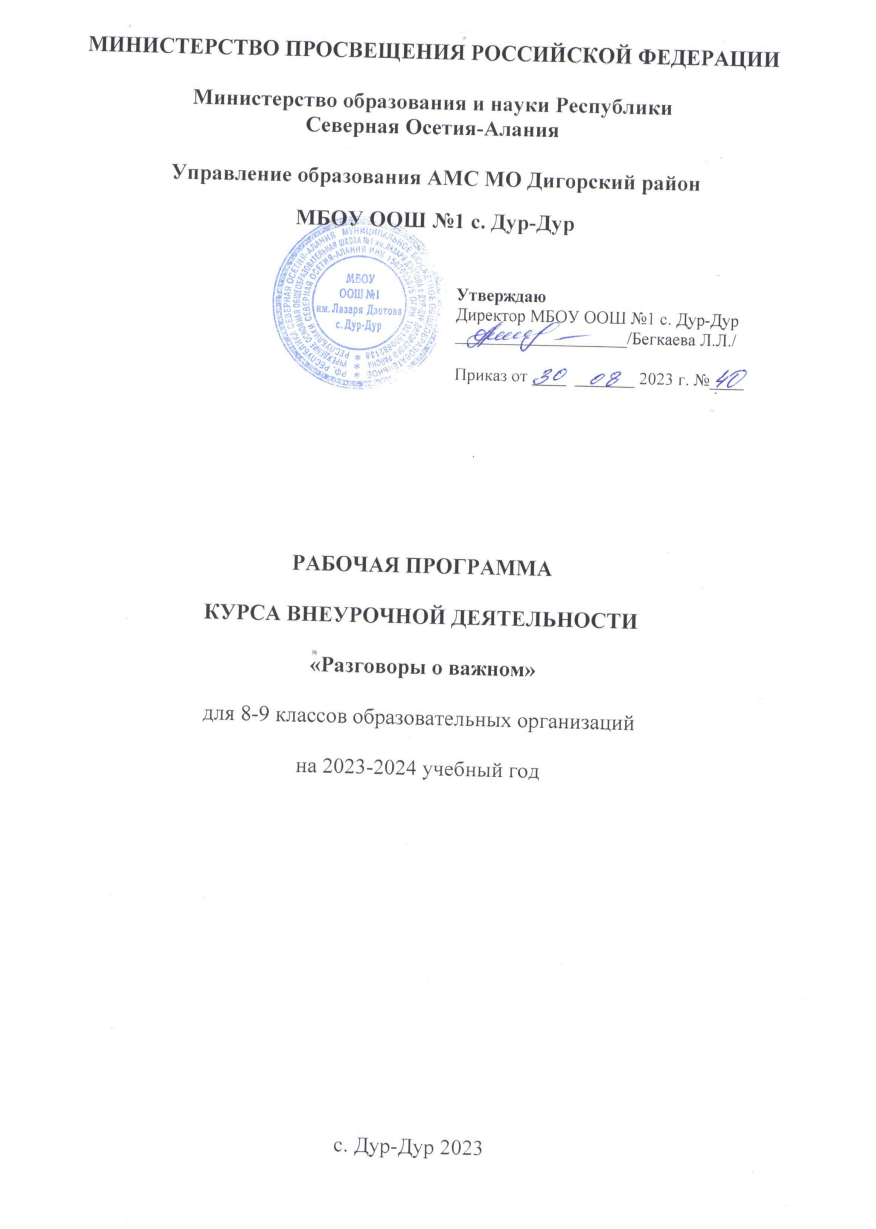 МИНИСТЕРСТВО ПРОСВЕЩЕНИЯ РОССИЙСКОЙ ФЕДЕРАЦИИ
Министерство образования и науки Республики
Северная Осетия-Алания
Управление образования АМС МО Дигорский район
МБОУ ООШ №1 с. Дур-Дур
МБОУ
ООШ №1
им. Лазаря Дзотова
с. Дур-Дур
Утверждаю
Директор МБОУ ООШ №1 с. Дур-Дур
/Бегкаева Л.Л./
Приказ от 30 08 2023 г. № 40
РАБОЧАЯ ПРОГРАММА
КУРСА ВНЕУРОЧНОЙ ДЕЯТЕЛЬНОСТИ
«Разговоры о важном»
для 8-9 классов образовательных организаций
на 2023-2024 учебный год
с. Дур-Дур 2023